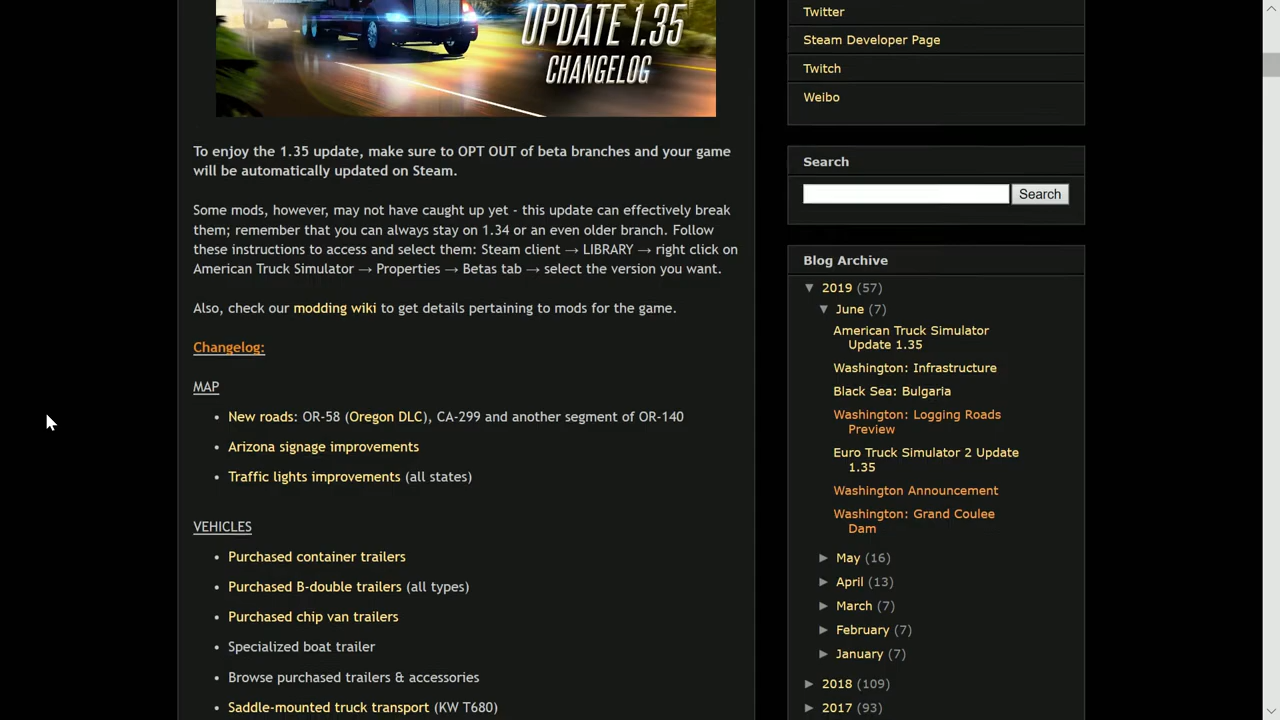 UPDATE 1.35
CHANGELOG
To enjoy the 1.35 update, make sure to OPT OUT of beta branches and your game
will be automatically updated on Steam.
Some mods, however, may not have caught up yet - this update can effectively break
them; remember that you can always stay on 1.34 or an even older branch. Follow
these instructions to access and select them: Steam client → LIBRARY → right click on
American Truck Simulator → Properties → Betas tab → select the version you want.
Also, check our modding wiki to get details pertaining to mods for the game.
Changelog:
MAP
• New roads: OR-58 (Oregon DLC), CA-299 and another segment of OR-140
• Arizona signage improvements
• Traffic lights improvements (all states)
VEHICLES
• Purchased container trailers
• Purchased B-double trailers (all types)
• Purchased chip van trailers
• Specialized boat trailer
• Browse purchased trailers & accessories
• Saddle-mounted truck transport (KW T680)
Twitter
Steam Developer Page
Twitch
Weibo
Search
Search
Blog Archive
▼ 2019 (57)
▼ June (7)
American Truck Simulator
Update 1.35
Washington: Infrastructure
Black Sea: Bulgaria
Washington: Logging Roads
Preview
Euro Truck Simulator 2 Update
1.35
Washington Announcement
Washington: Grand Coulee
Dam
► May (16)
► April (13)
► March (7)
► February (7)
► January (7)
► 2018 (109)
► 2017 (93)